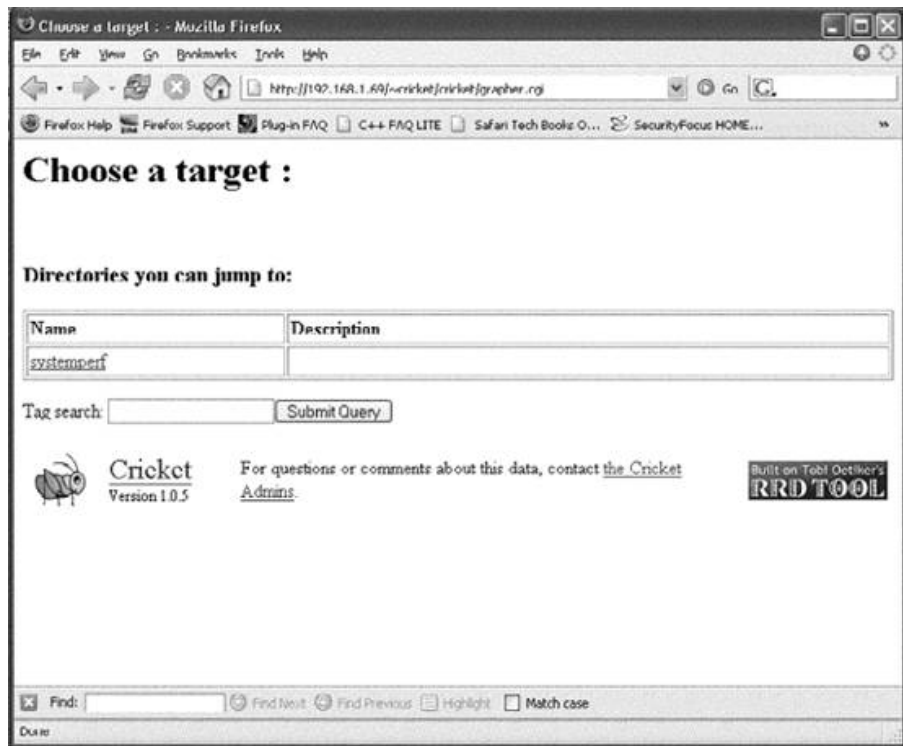 Choose a target : - Mozilla Firefox
File Edit View Go Bookmarks Tools Help
http://192.168.1.69/~cricket/cricket/grapher.cgi Go G.
Firefox Help Firefox Support Plug-in FAQ C++ FAQ LITE Safari Tech Books O... SecurityFocus HOME... »
Choose a target :
Directories you can jump to:
Name Description
systemperf
Tag search: Submit Query
Cricket
Version 1.0.5
For questions or comments about this data, contact the Cricket
Admins.
Built on Tobi Oetiker's
RRD TOOL
Find: Find Next Find Previous Highlight Match case
Done